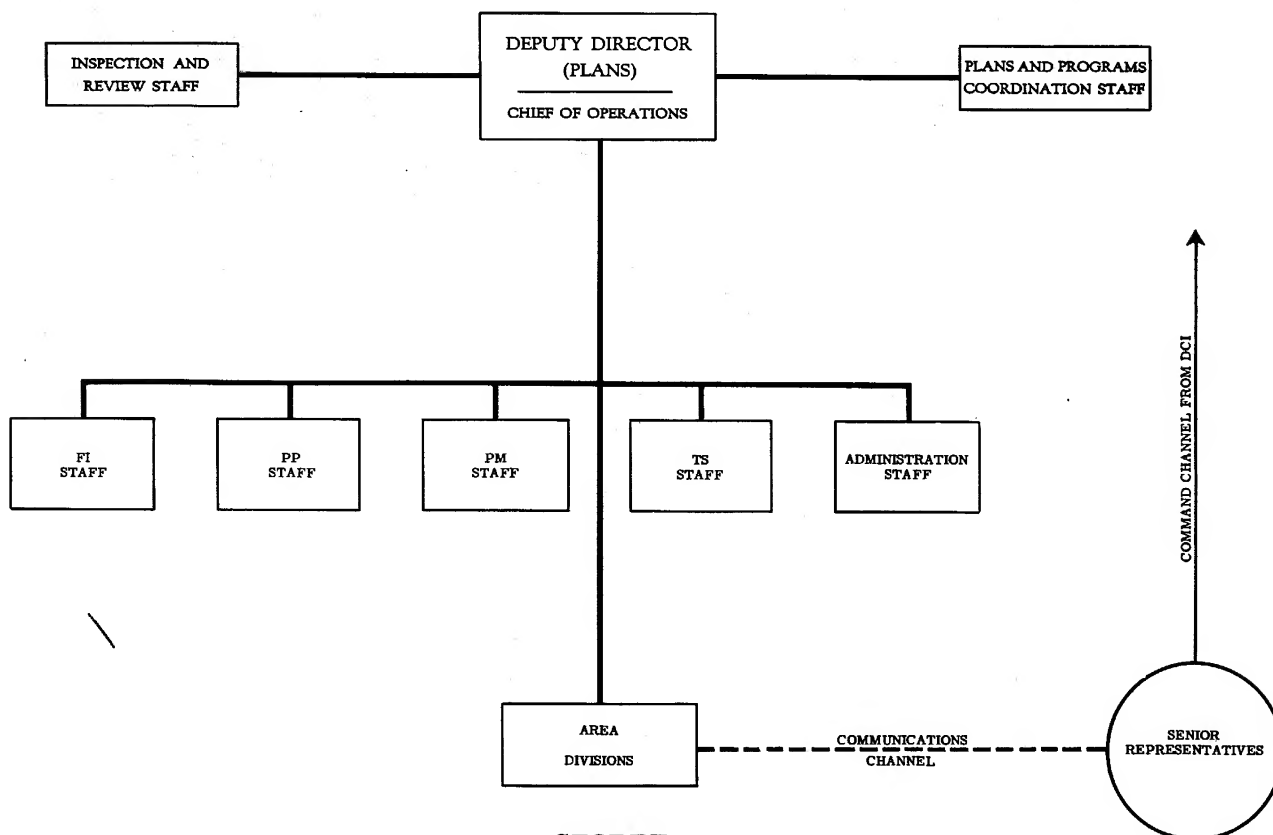 INSPECTION AND
REVIEW STAFF
DEPUTY DIRECTOR
(PLANS)
CHIEF OF OPERATIONS
PLANS AND PROGRAMS
COORDINATION STAFF
FI
STAFF
PP
STAFF
PM
STAFF
TS
STAFF
ADMINISTRATION
STAFF
COMMAND CHANNEL FROM DCI
AREA
DIVISIONS
COMMUNICATIONS
CHANNEL
SENIOR
REPRESENTATIVES